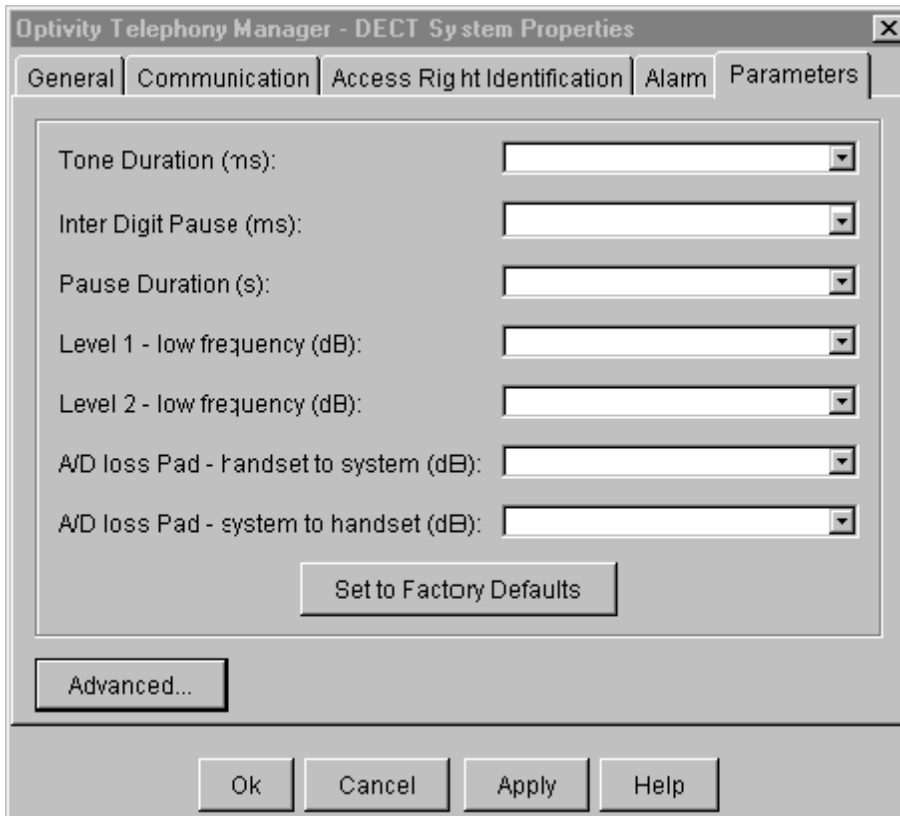 Optivity Telephony Manager - DECT System Properties
General Communication Access Right Identification Alarm Parameters
Tone Duration (ms):
Inter Digit Pause (ms):
Pause Duration (s):
Level 1 - low frequency (dB):
Level 2 - low frequency (dB):
A/D loss Pad - handset to system (dB):
A/D loss Pad - system to handset (dB):
Set to Factory Defaults
Advanced...
Ok Cancel Apply Help